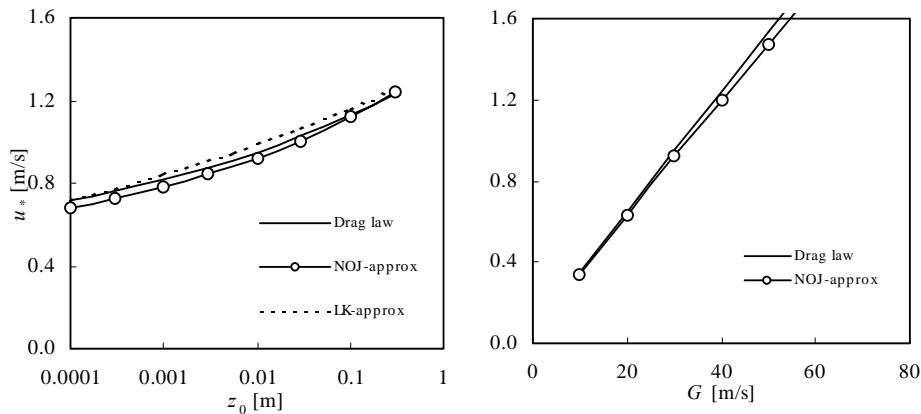 1.6
1.2
0.8
0.4
0.0
u* [m/s]
Drag law
NOJ-approx
LK-approx
0.0001
0.001
0.01
0.1
1
z0 [m]
1.6
1.2
0.8
0.4
0.0
Drag law
NOJ-approx
0
20
40
60
80
G [m/s]